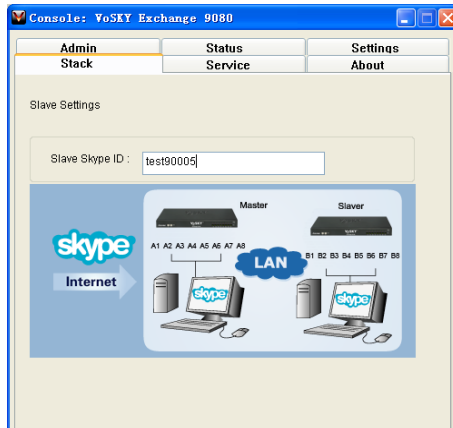 Console: VoSKY Exchange 9080
Admin Status Settings
Stack Service About
Slave Settings
Slave Skype ID : test90005
Master Slaver
skype A1 A2 A3 A4 A5 A6 A7 A8 LAN B1 B2 B3 B4 B5 B6 B7 B8
Internet skype skype